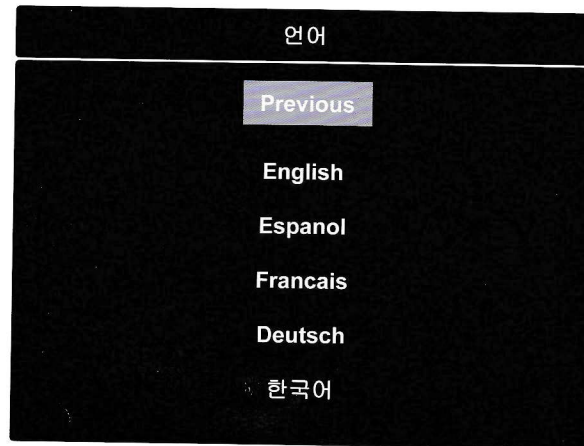 언어
Previous
English
Espanol
Francais
Deutsch
한국어